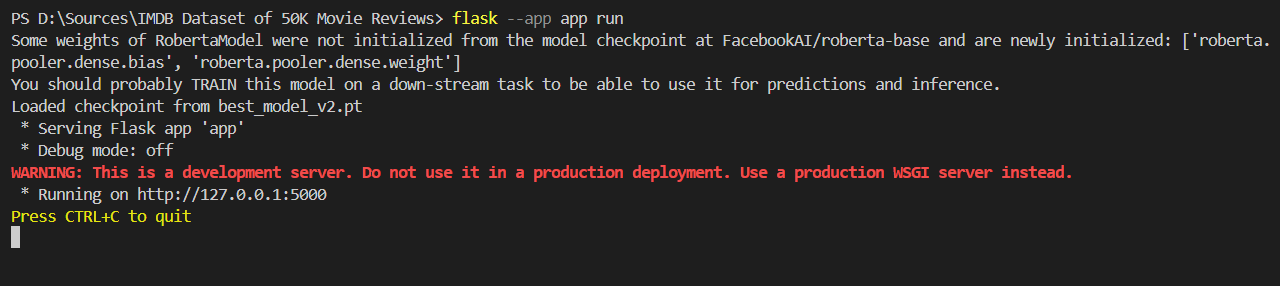 PS D:\Sources\IMDB Dataset of 50K Movie Reviews> flask --app app run
Some weights of RobertaModel were not initialized from the model checkpoint at FacebookAI/roberta-base and are newly initialized: ['roberta.
pooler.dense.bias', 'roberta.pooler.dense.weight']
You should probably TRAIN this model on a down-stream task to be able to use it for predictions and inference.
Loaded checkpoint from best_model_v2.pt
 * Serving Flask app 'app'
 * Debug mode: off
WARNING: This is a development server. Do not use it in a production deployment. Use a production WSGI server instead.
 * Running on http://127.0.0.1:5000
Press CTRL+C to quit